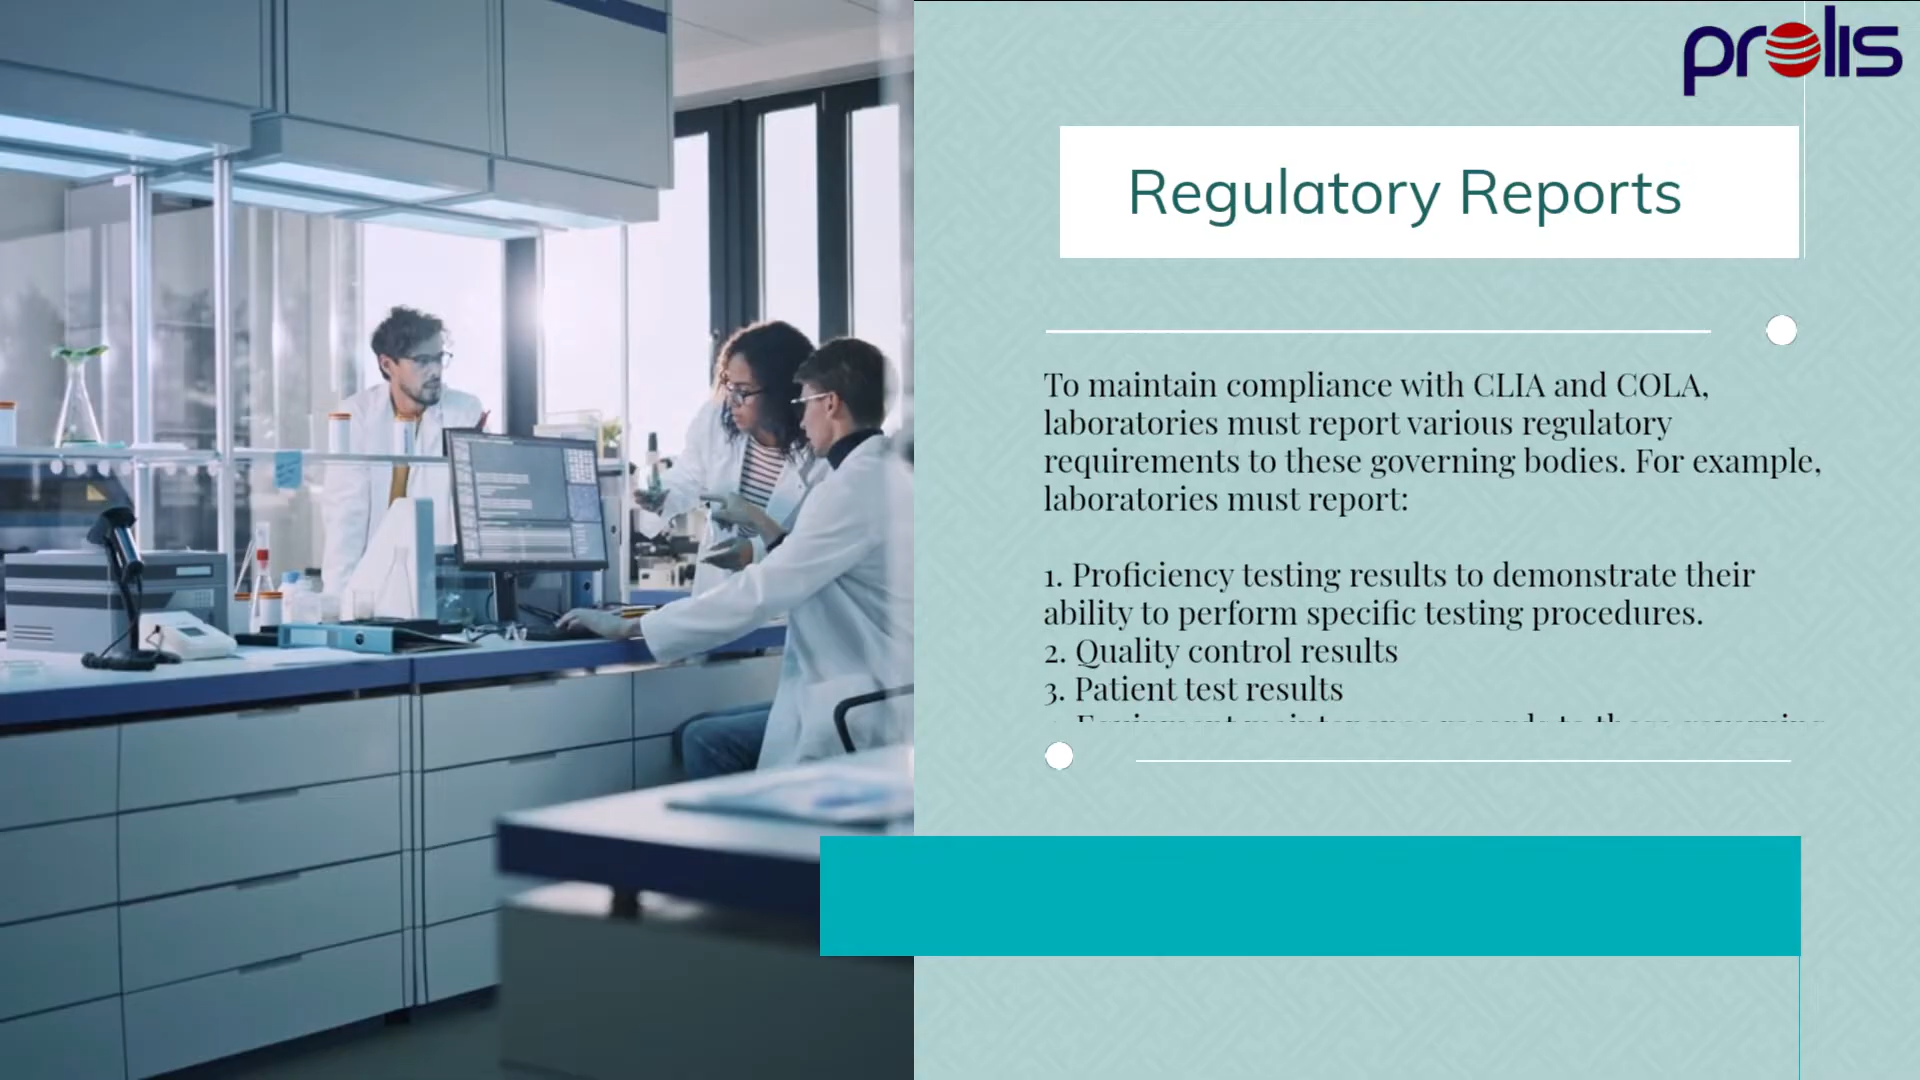 prolis
Regulatory Reports
To maintain compliance with CLIA and COLA,
laboratories must report various regulatory
requirements to these governing bodies. For example,
laboratories must report:
1. Proficiency testing results to demonstrate their
ability to perform specific testing procedures.
2. Quality control results
3. Patient test results